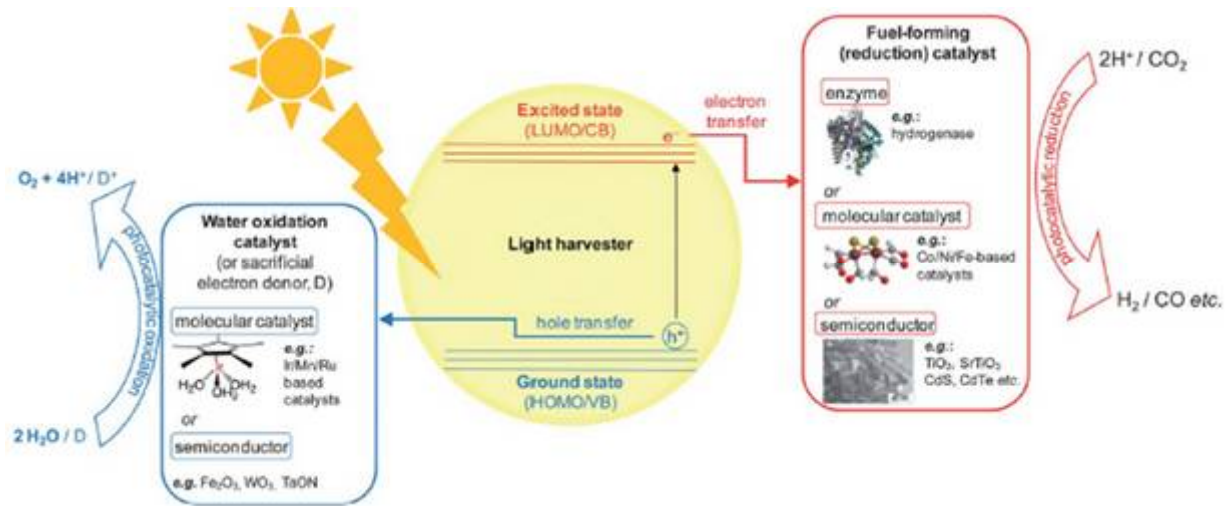 O₂ + 4H⁺/ D⁺
photocatalytic oxidation
2 H₂O / D
Water oxidation
catalyst
(or sacrificial
electron donor, D)
molecular catalyst
e.g.:
Ir/Mn/Ru
based
catalysts
H₂O
OH₂
OH₂
or
semiconductor
e.g. Fe₂O₃, WO₃, TaON
Excited state
(LUMO/CB)
e⁻
Light harvester
hole transfer
h⁺
Ground state
(HOMO/VB)
electron
transfer
Fuel-forming
(reduction) catalyst
enzyme
e.g.:
hydrogenase
or
molecular catalyst
e.g.:
Co/Ni/Fe-based
catalysts
or
semiconductor
e.g.:
TiO₂, SrTiO₃
CdS, CdTe etc.
2H⁺ / CO₂
photocatalytic reduction
H₂ / CO etc.